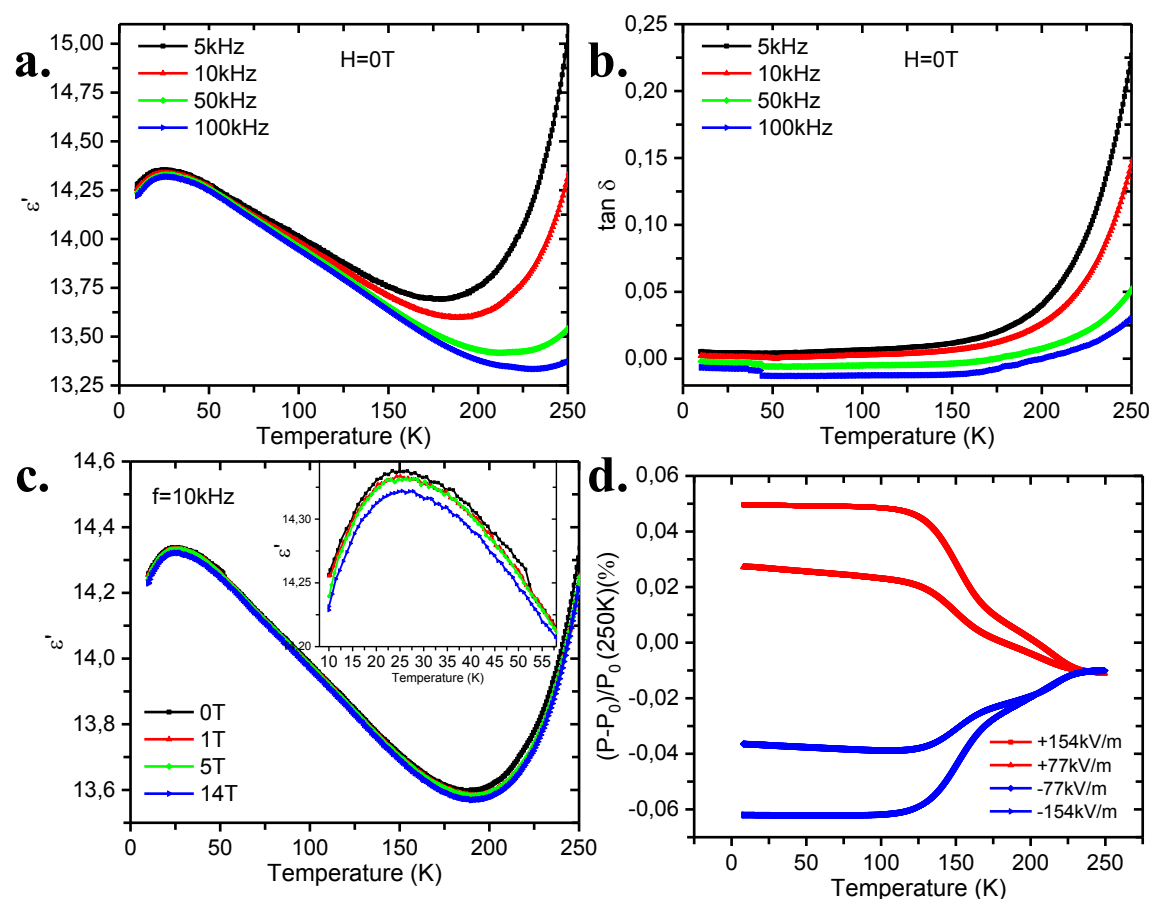 a.
H=0T
5kHz
10kHz
50kHz
100kHz
15,00
14,75
14,50
14,25
14,00
13,75
13,50
13,25
ε'
0 50 100 150 200 250
Temperature (K)
b.
H=0T
5kHz
10kHz
50kHz
100kHz
0,25
0,20
0,15
0,10
0,05
0,00
tan δ
0 50 100 150 200 250
Temperature (K)
c.
f=10kHz
14,6
14,4
14,2
14,0
13,8
13,6
ε'
0T
1T
5T
14T
0 50 100 150 200 250
Temperature (K)
14,30
14,25
,20
ε'
10 15 20 25 30 35 40 45 50 55
Temperature (K)
d.
0,06
0,04
0,02
0,00
-0,02
-0,04
-0,06
(P-P₀)/P₀ (250K)(%)
+154kV/m
+77kV/m
-77kV/m
-154kV/m
0 50 100 150 200 250
Temperature (K)